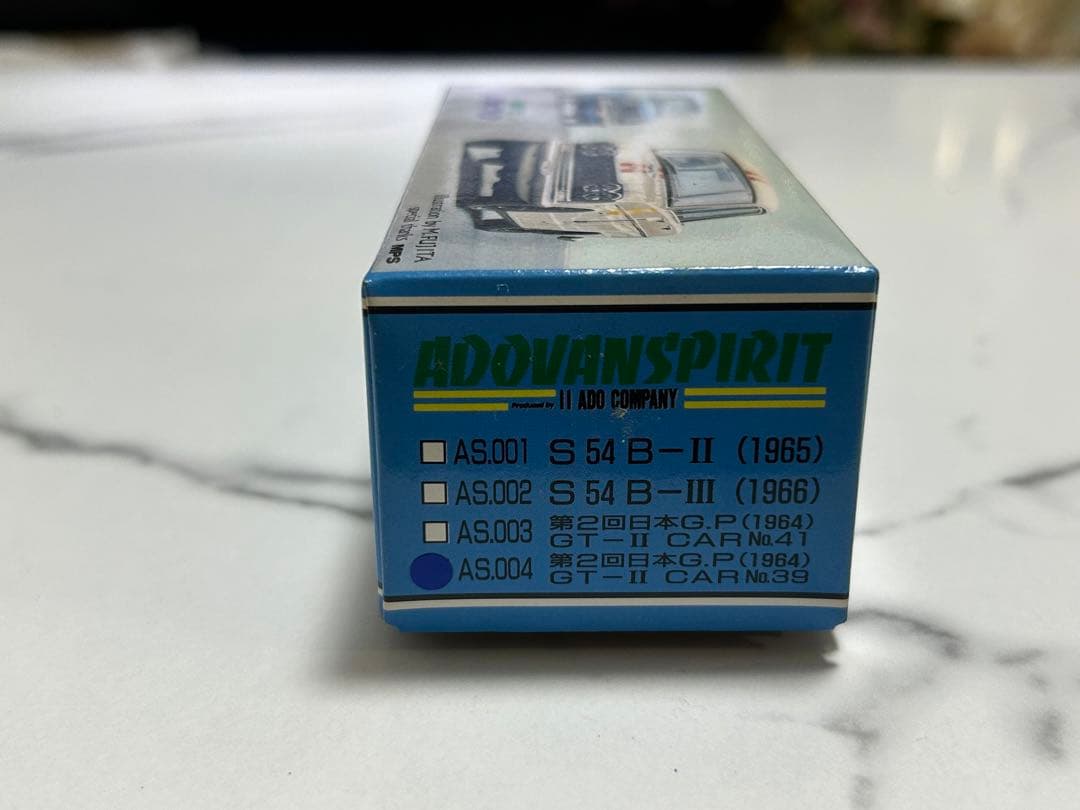 illustration by M.FUJITA
special thanks MPS
ADOVANSPIRIT
Produced by II ADO COMPANY
AS.001 S 54 B-II (1965)
AS.002 S 54 B-III (1966)
AS.003 第2回日本G.P(1964)
GT-II CAR No.41
AS.004 第2回日本G.P(1964)
GT-II CAR No.39